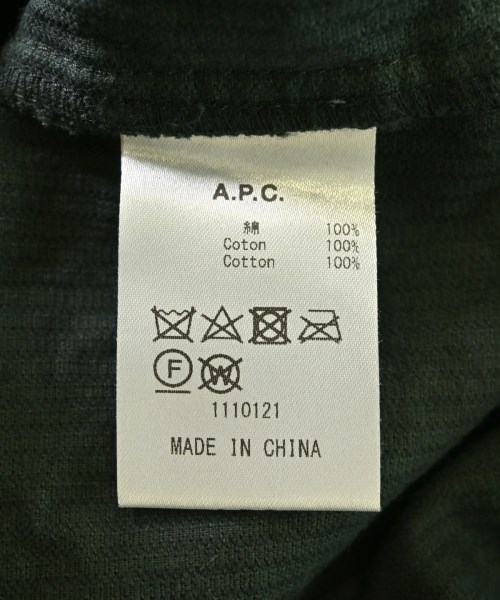 A.P.C.
綿 100%
Coton 100%
Cotton 100%
F W
1110121
MADE IN CHINA